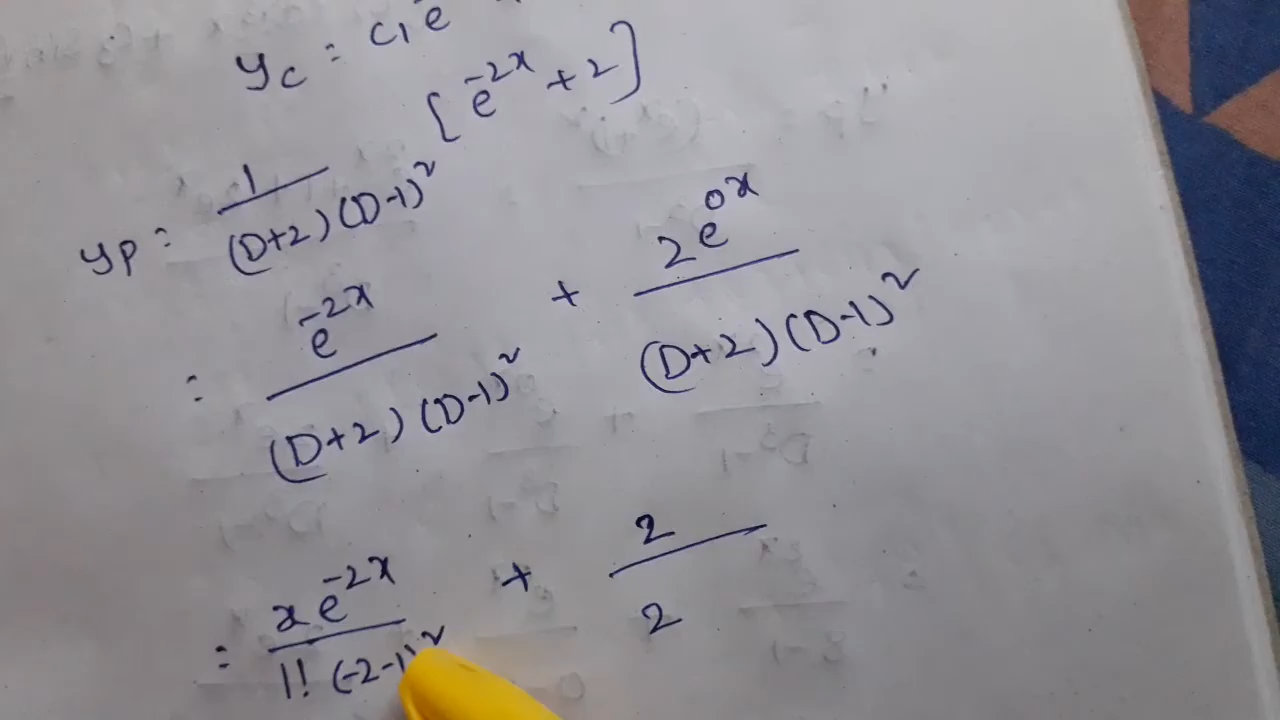 y_c = c₁e⁻
y_p = 1/((D+2)(D-1)²) [e^(-2x) + 2]
= e^(-2x)/((D+2)(D-1)²) + 2e^(0x)/((D+2)(D-1)²)
= xe^(-2x)/(1! (-2-1)²) + 2/2